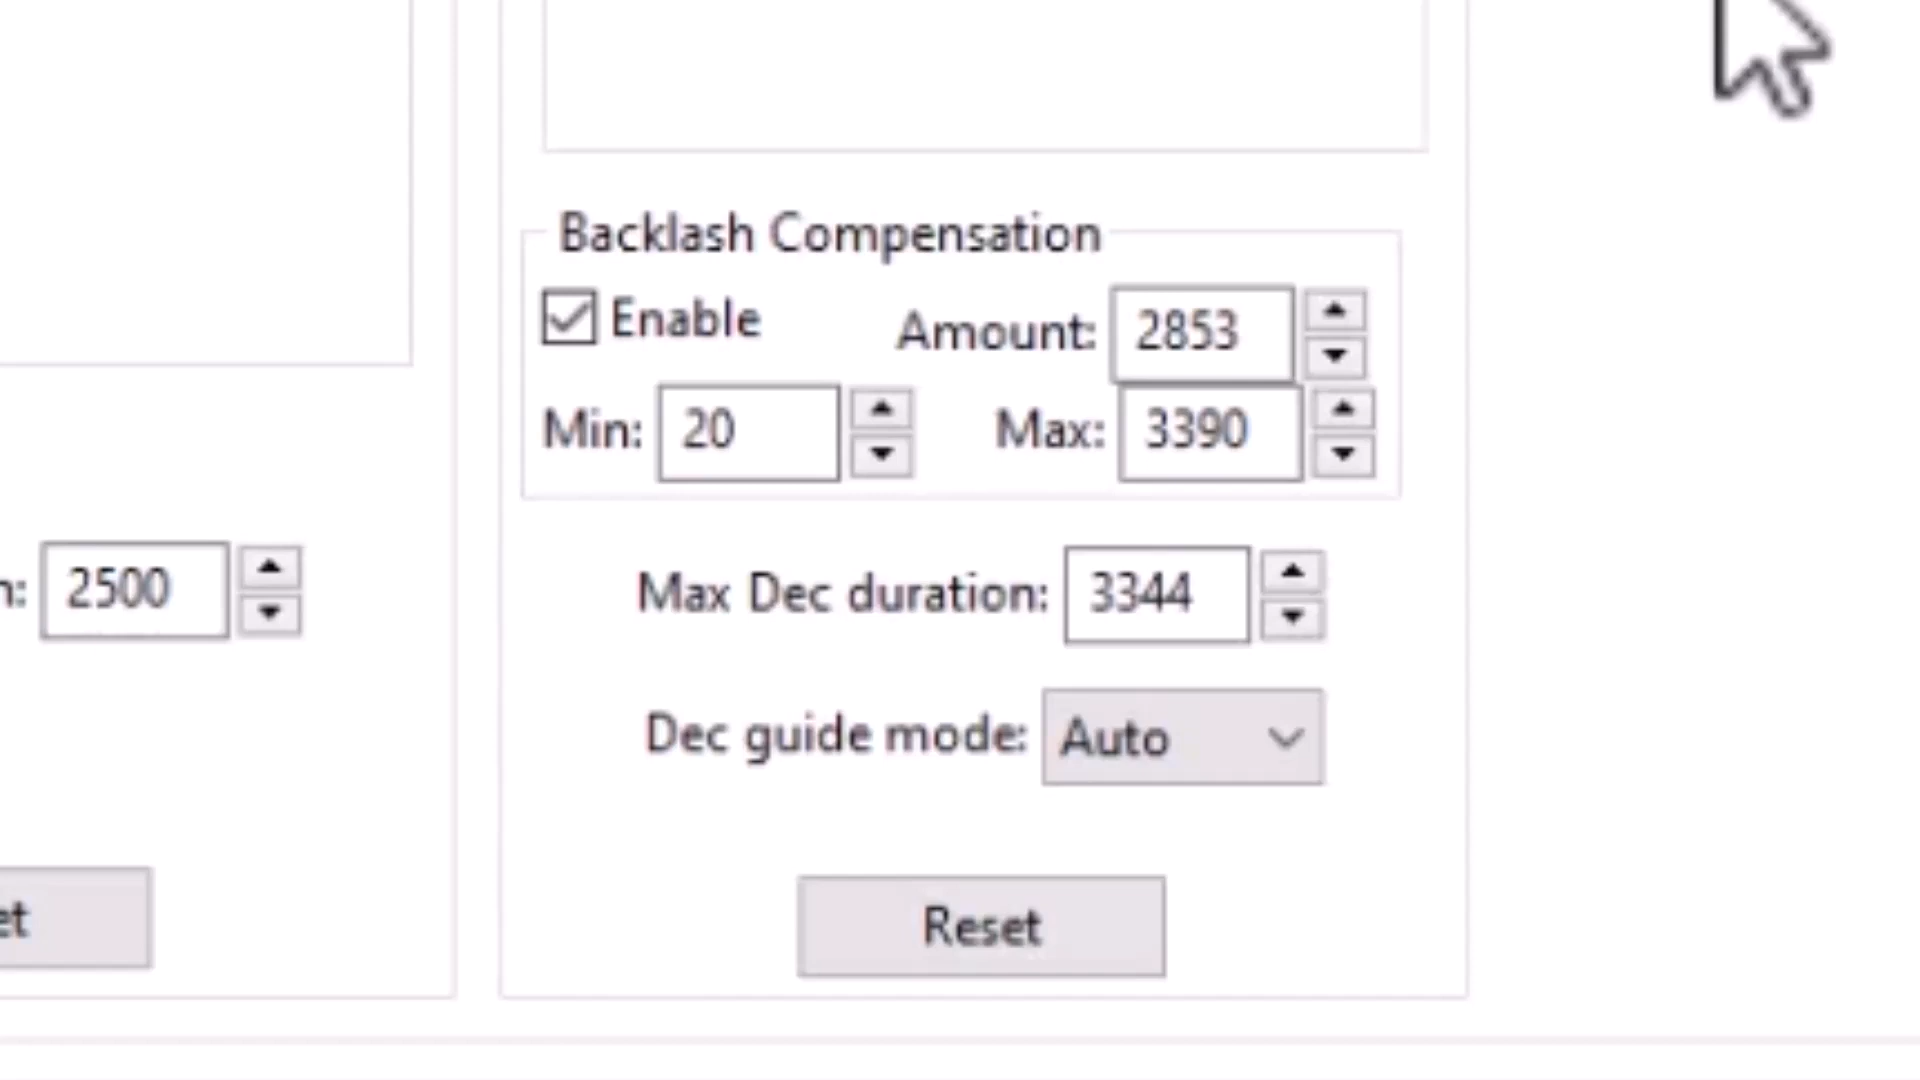 Backlash Compensation
Enable Amount: 2853
Min: 20 Max: 3390
n: 2500
Max Dec duration: 3344
Dec guide mode: Auto
et
Reset